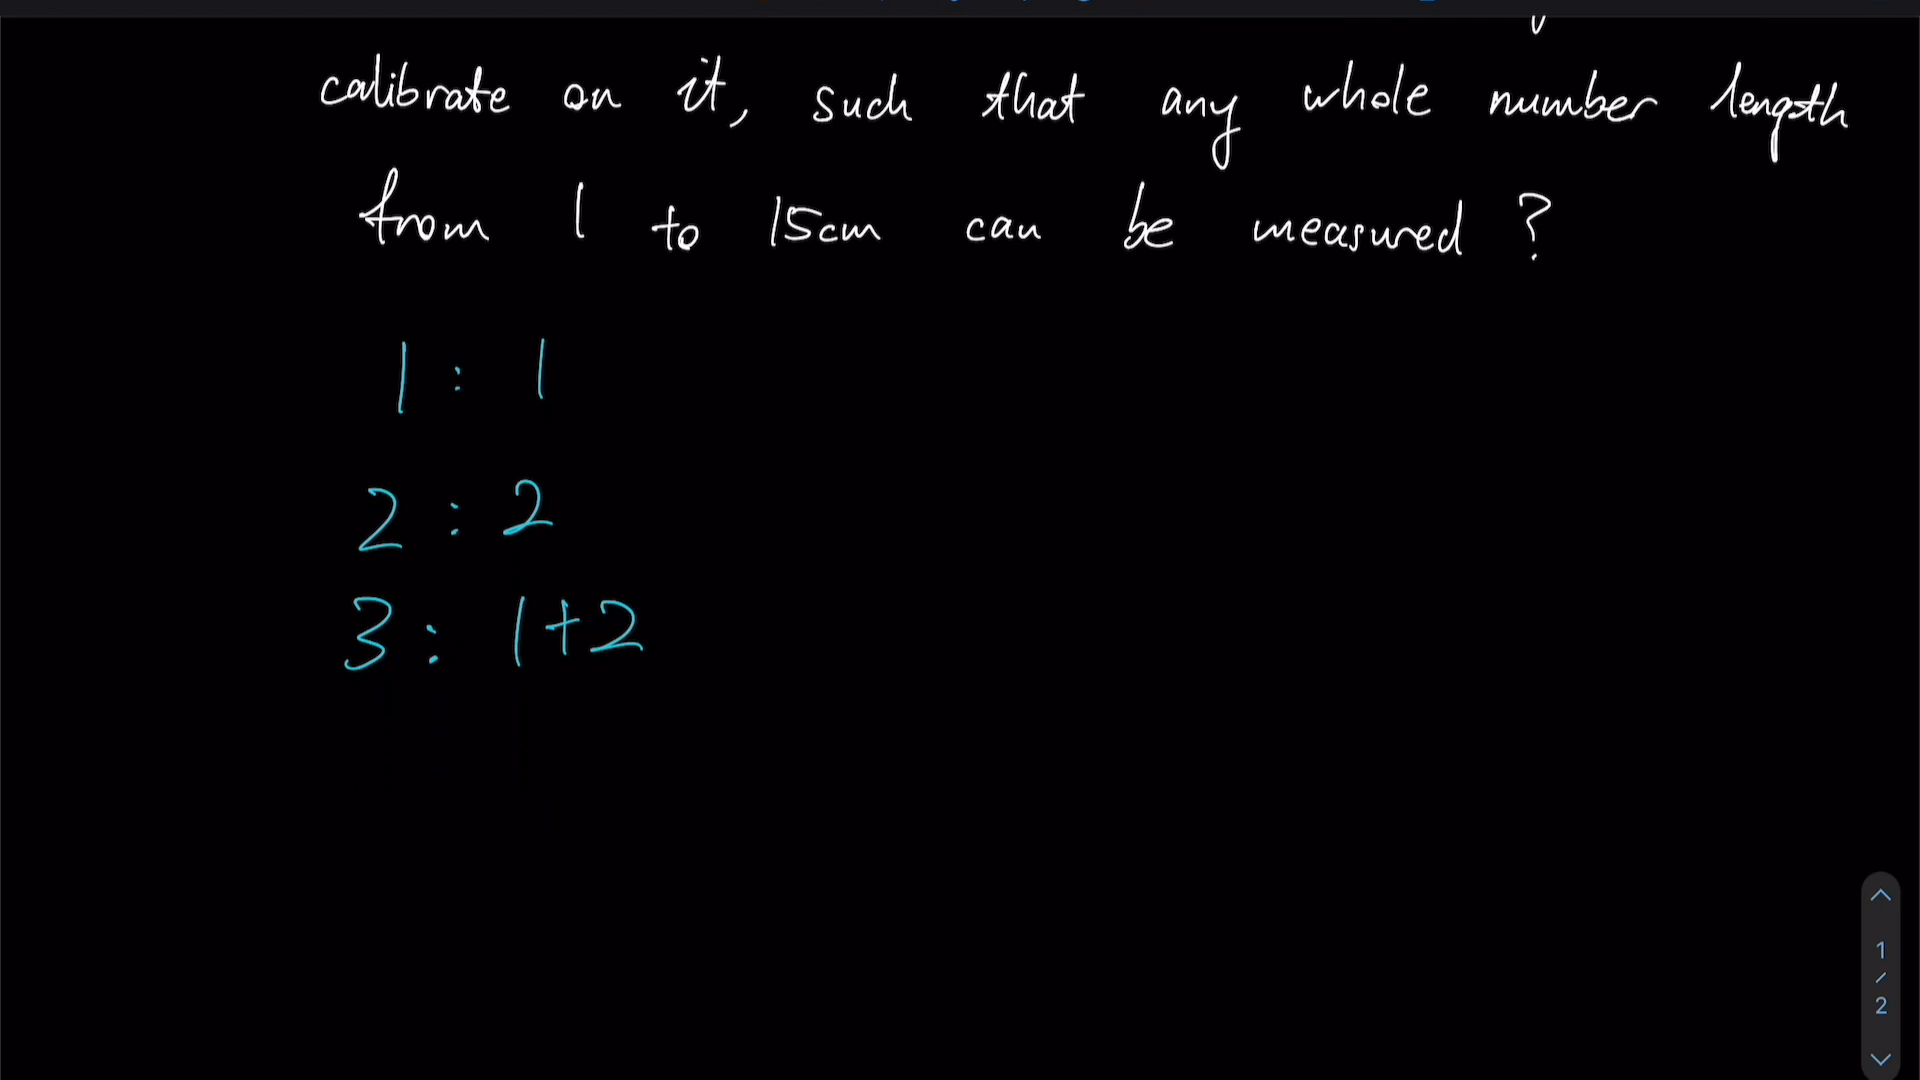 calibrate on it, such that any whole number length
from 1 to 15cm can be measured ?
1 : 1
2 : 2
3 : 1+2
1
/
2